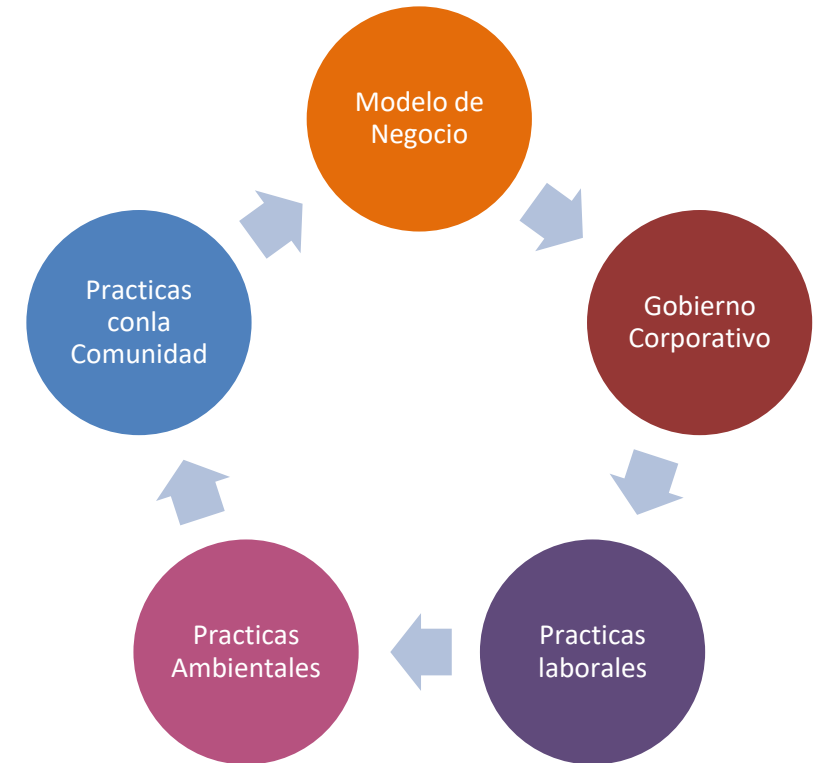 Modelo de
Negocio
Gobierno
Corporativo
Practicas
laborales
Practicas
Ambientales
Practicas
conla
Comunidad